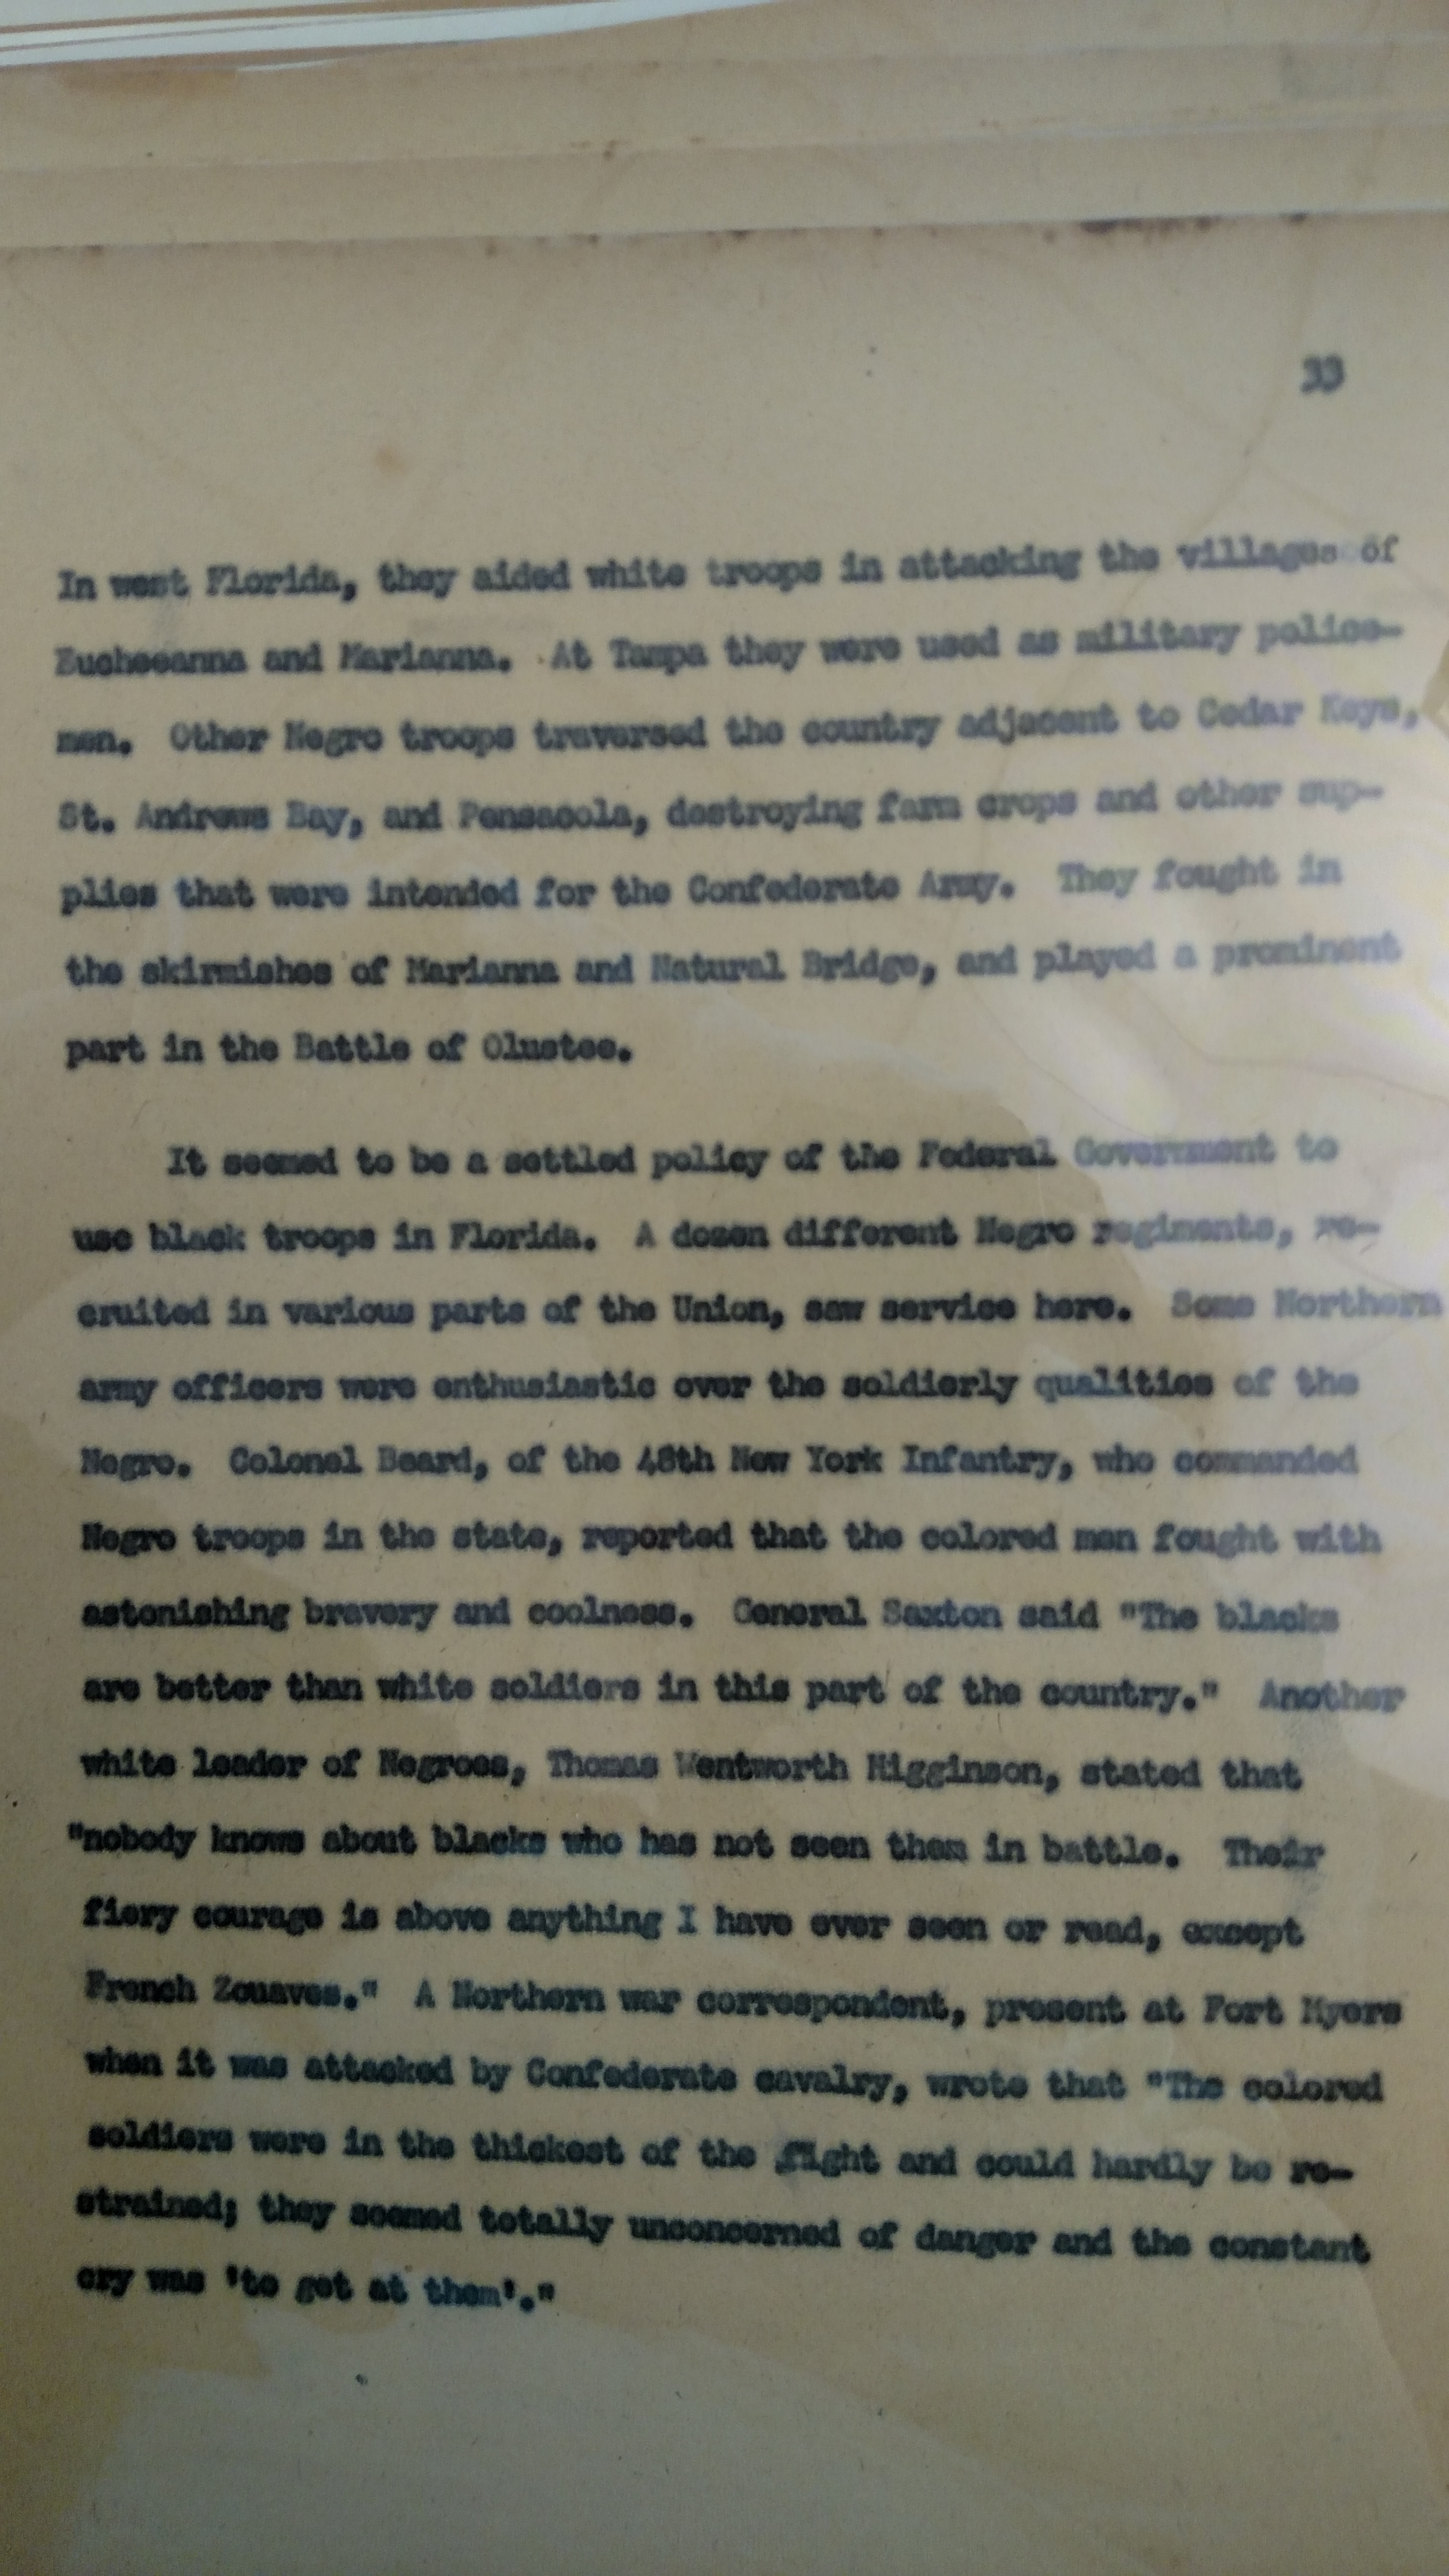 33
In west Florida, they aided white troops in attacking the villages of
Eucheeanna and Marianna. At Tampa they were used as military police-
men. Other Negro troops traversed the country adjacent to Cedar Keys,
St. Andrews Bay, and Pensacola, destroying farm crops and other sup-
plies that were intended for the Confederate Army. They fought in
the skirmishes of Marianna and Natural Bridge, and played a prominent
part in the Battle of Olustee.
It seemed to be a settled policy of the Federal Government to
use black troops in Florida. A dozen different Negro regiments, re-
cruited in various parts of the Union, saw service here. Some Northern
army officers were enthusiastic over the soldierly qualities of the
Negro. Colonel Beard, of the 48th New York Infantry, who commanded
Negro troops in the state, reported that the colored men fought with
astonishing bravery and coolness. General Saxton said "The blacks
are better than white soldiers in this part of the country." Another
white leader of Negroes, Thomas Wentworth Higginson, stated that
"nobody knows about blacks who has not seen them in battle. Their
fiery courage is above anything I have ever seen or read, except
French Zouaves." A Northern war correspondent, present at Fort Myers
when it was attacked by Confederate cavalry, wrote that "The colored
soldiers were in the thickest of the fight and could hardly be re-
strained; they seemed totally unconcerned of danger and the constant
cry was 'to get at them'."